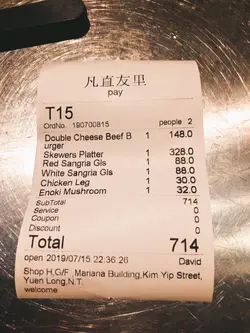 凡直友里
pay
T15
OrdNo. 190700815 people 2
Double Cheese Beef B 1 148.0
urger
Skewers Platter 1 328.0
Red Sangria Gls 1 88.0
White Sangria Gls 1 88.0
Chicken Leg 1 30.0
Enoki Mushroom 1 32.0
SubTotal 714
Service 0
Coupon 0
Discount 0
Total 714
open 2019/07/15 22:36:26 David
Shop H,G/F ,Mariana Building,Kim Yip Street,
Yuen Long,N.T.
welcome